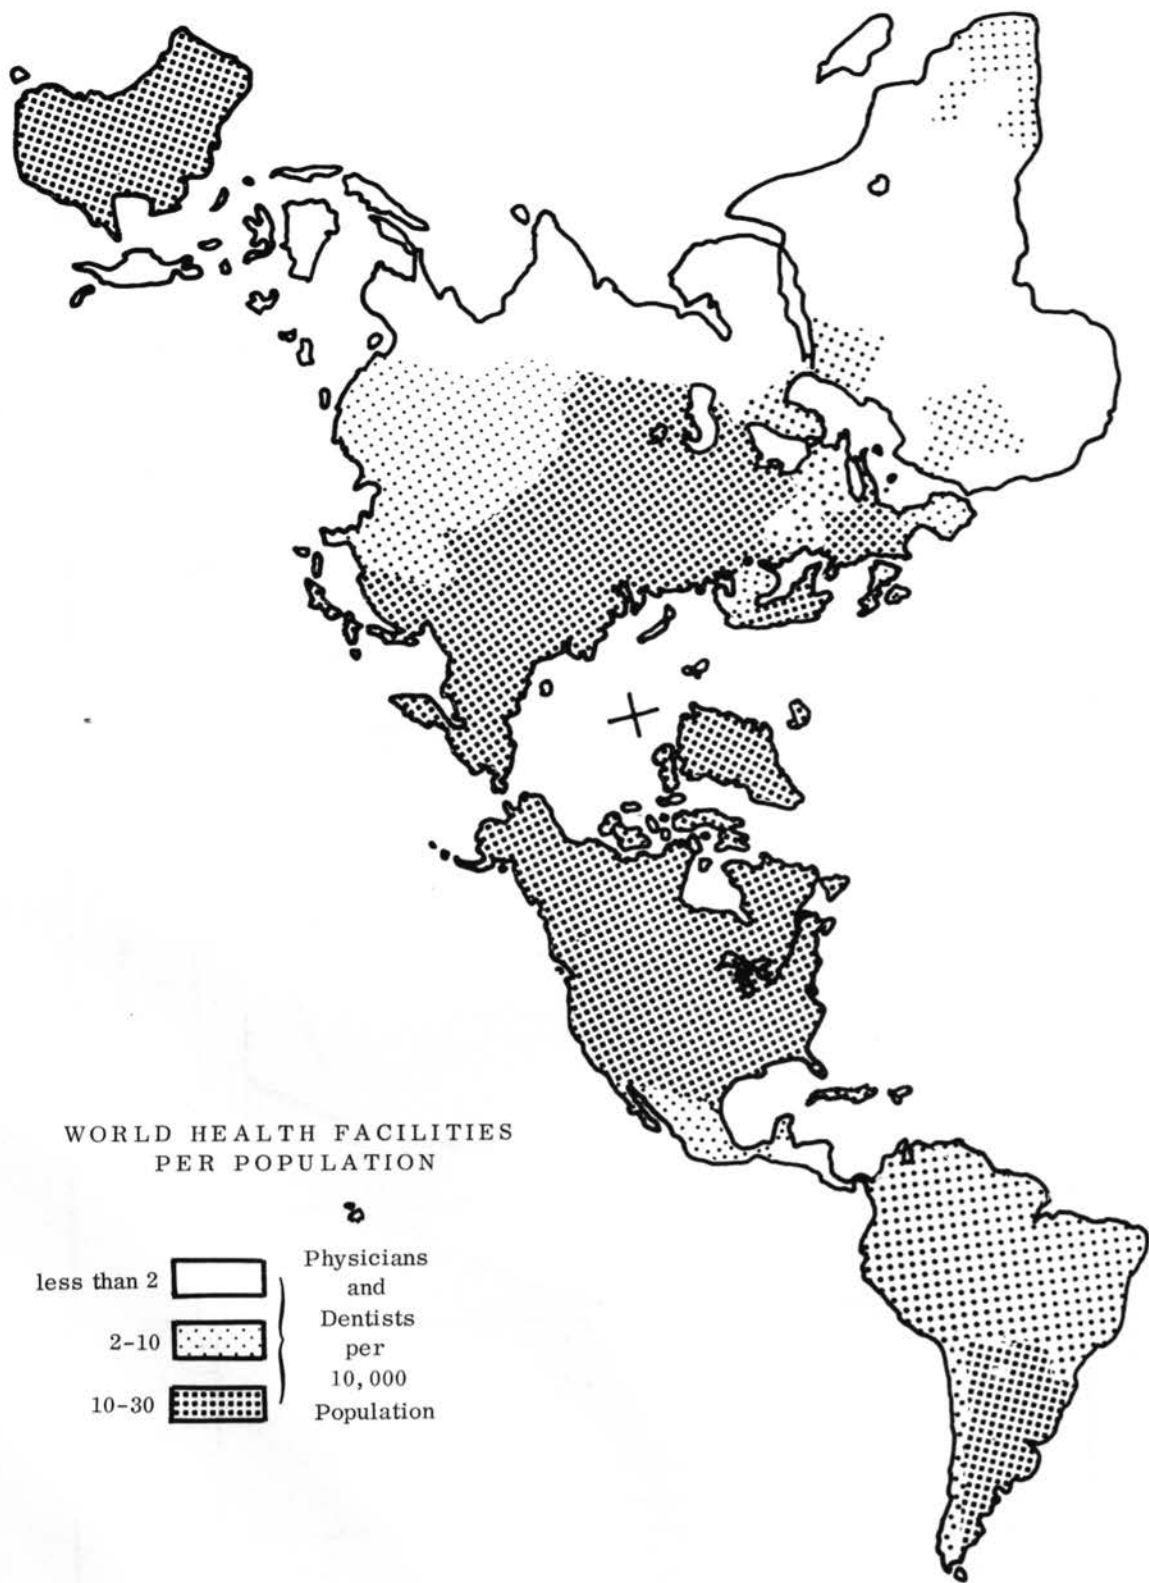 WORLD HEALTH FACILITIES
PER POPULATION
less than 2
2-10
10-30
Physicians
and
Dentists
per
10,000
Population